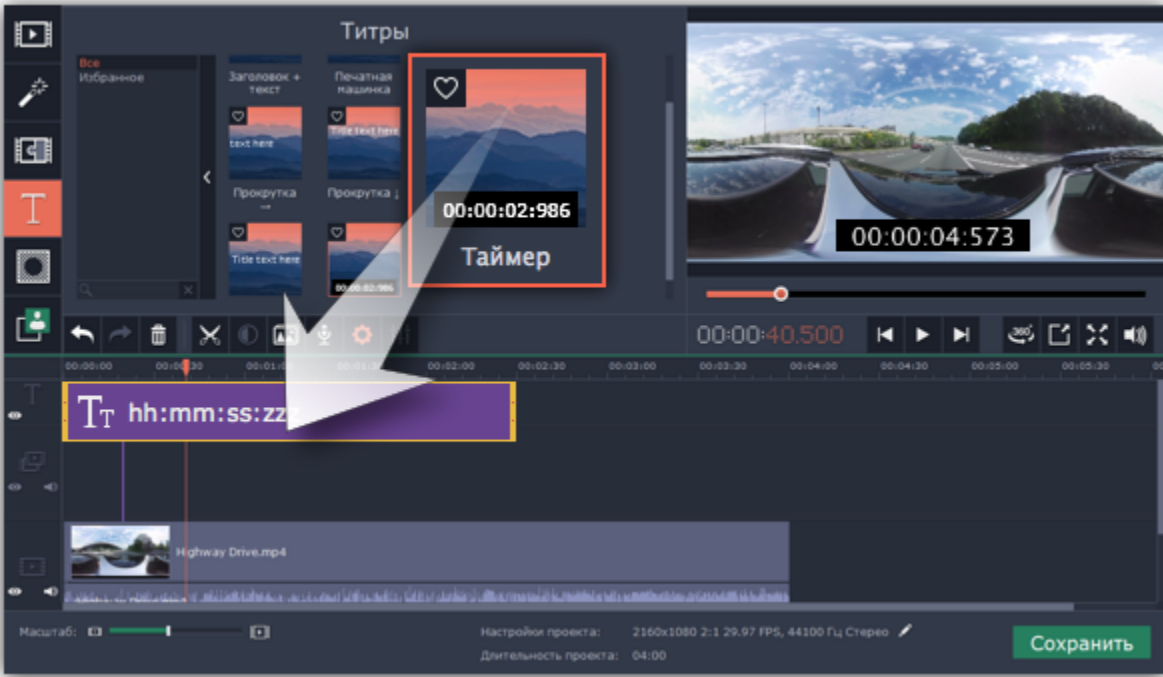 Титры
Все
Избранное
Заголовок +
текст
Печатная
машинка
text here
Title text here
Прокрутка
→
Прокрутка ↓
Title text here
00:00:02:986
00:00:02:986
Таймер
00:00:04:573
00:00:40.500
360°
00:00:00
00:02:00
00:02:30
00:03:00
00:03:30
00:04:00
00:04:30
00:05:00
00:05:30
T
TT hh:mm:ss:zzz
Highway Drive.mp4
Масштаб:
Настройки проекта: 2160x1080 2:1 29.97 FPS, 44100 Гц Стерео
Длительность проекта: 04:00
Сохранить